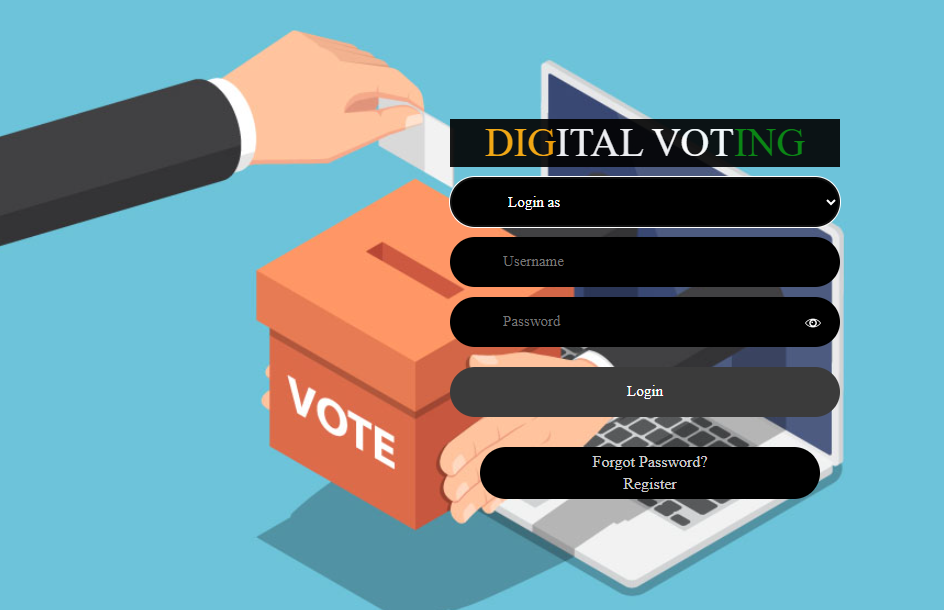 DIGITAL VOTING
Login as
Username
Password
Login
VOTE
Forgot Password?
Register